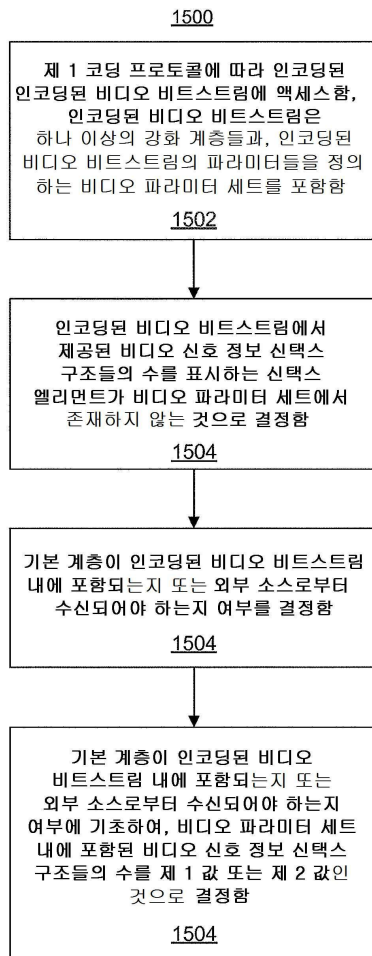 1500
제 1 코딩 프로토콜에 따라 인코딩된
인코딩된 비디오 비트스트림에 액세스함,
인코딩된 비디오 비트스트림은
하나 이상의 강화 계층들과, 인코딩된
비디오 비트스트림의 파라미터들을 정의
하는 비디오 파라미터 세트를 포함함
1502
인코딩된 비디오 비트스트림에서
제공된 비디오 신호 정보 신택스
구조들의 수를 표시하는 신택스
엘리먼트가 비디오 파라미터 세트에서
존재하지 않는 것으로 결정함
1504
기본 계층이 인코딩된 비디오 비트스트림
내에 포함되는지 또는 외부 소스로부터
수신되어야 하는지 여부를 결정함
1504
기본 계층이 인코딩된 비디오
비트스트림 내에 포함되는지 또는
외부 소스로부터 수신되어야 하는지
여부에 기초하여, 비디오 파라미터 세트
내에 포함된 비디오 신호 정보 신택스
구조들의 수를 제 1 값 또는 제 2 값인
것으로 결정함
1504